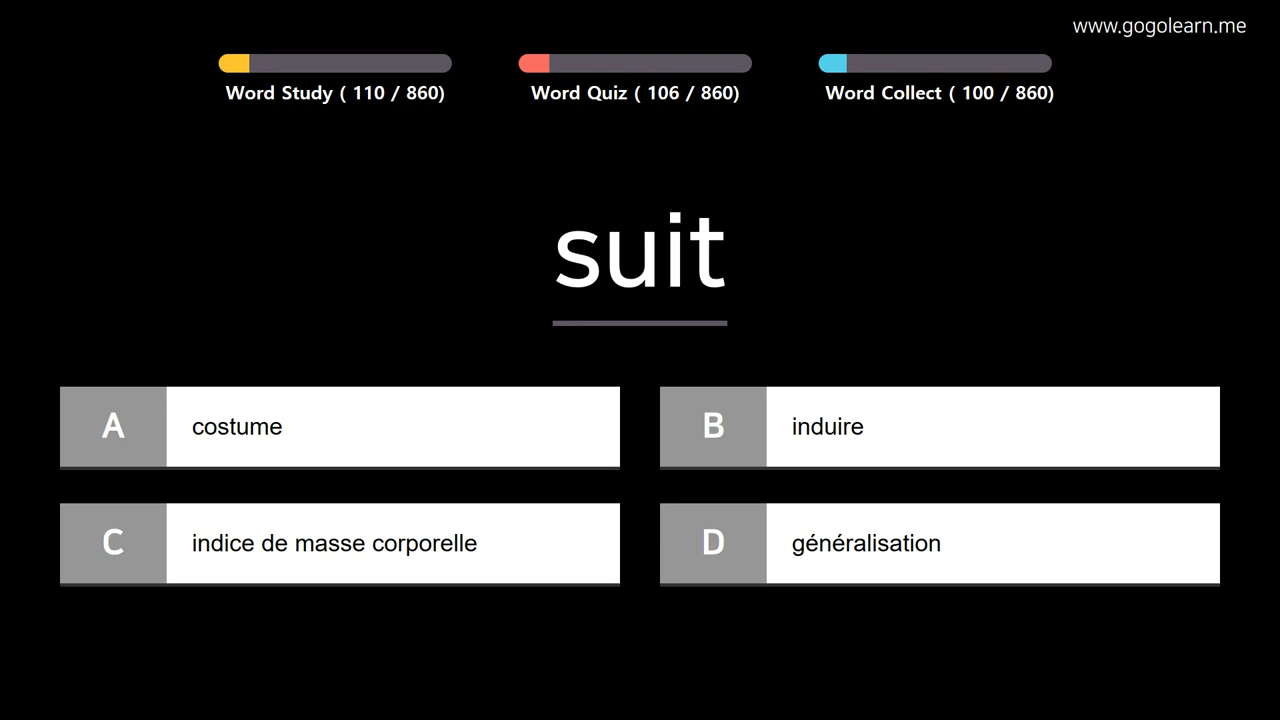 www.gogolearn.me
Word Study ( 110 / 860)
Word Quiz ( 106 / 860)
Word Collect ( 100 / 860)
suit
A costume
B induire
C indice de masse corporelle
D généralisation